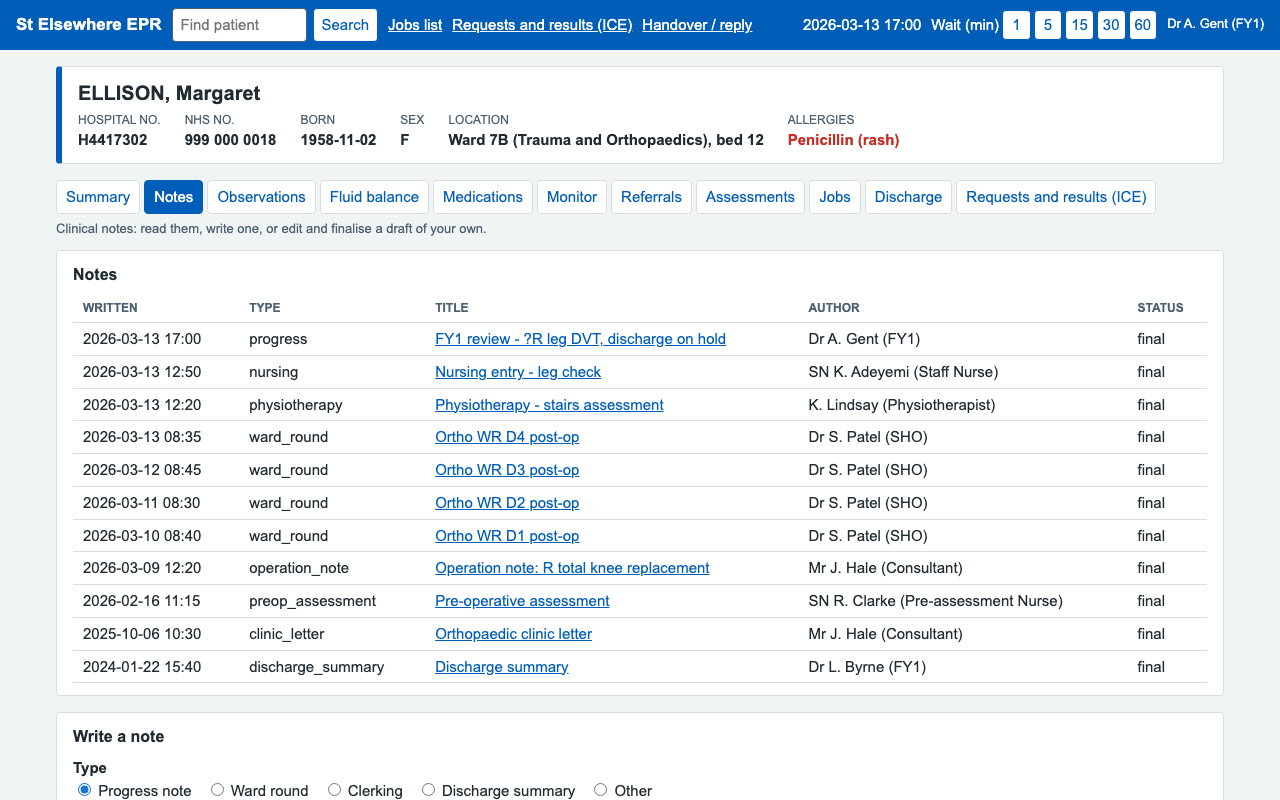 St Elsewhere EPR Find patient Search Jobs list Requests and results (ICE) Handover / reply 2026-03-13 17:00 Wait (min) 1 5 15 30 60 Dr A. Gent (FY1)
ELLISON, Margaret
HOSPITAL NO. NHS NO. BORN SEX LOCATION ALLERGIES
H4417302 999 000 0018 1958-11-02 F Ward 7B (Trauma and Orthopaedics), bed 12 Penicillin (rash)
Summary Notes Observations Fluid balance Medications Monitor Referrals Assessments Jobs Discharge Requests and results (ICE)
Clinical notes: read them, write one, or edit and finalise a draft of your own.
Notes
WRITTEN TYPE TITLE AUTHOR STATUS
2026-03-13 17:00 progress FY1 review - ?R leg DVT, discharge on hold Dr A. Gent (FY1) final
2026-03-13 12:50 nursing Nursing entry - leg check SN K. Adeyemi (Staff Nurse) final
2026-03-13 12:20 physiotherapy Physiotherapy - stairs assessment K. Lindsay (Physiotherapist) final
2026-03-13 08:35 ward_round Ortho WR D4 post-op Dr S. Patel (SHO) final
2026-03-12 08:45 ward_round Ortho WR D3 post-op Dr S. Patel (SHO) final
2026-03-11 08:30 ward_round Ortho WR D2 post-op Dr S. Patel (SHO) final
2026-03-10 08:40 ward_round Ortho WR D1 post-op Dr S. Patel (SHO) final
2026-03-09 12:20 operation_note Operation note: R total knee replacement Mr J. Hale (Consultant) final
2026-02-16 11:15 preop_assessment Pre-operative assessment SN R. Clarke (Pre-assessment Nurse) final
2025-10-06 10:30 clinic_letter Orthopaedic clinic letter Mr J. Hale (Consultant) final
2024-01-22 15:40 discharge_summary Discharge summary Dr L. Byrne (FY1) final
Write a note
Type
Progress note Ward round Clerking Discharge summary Other